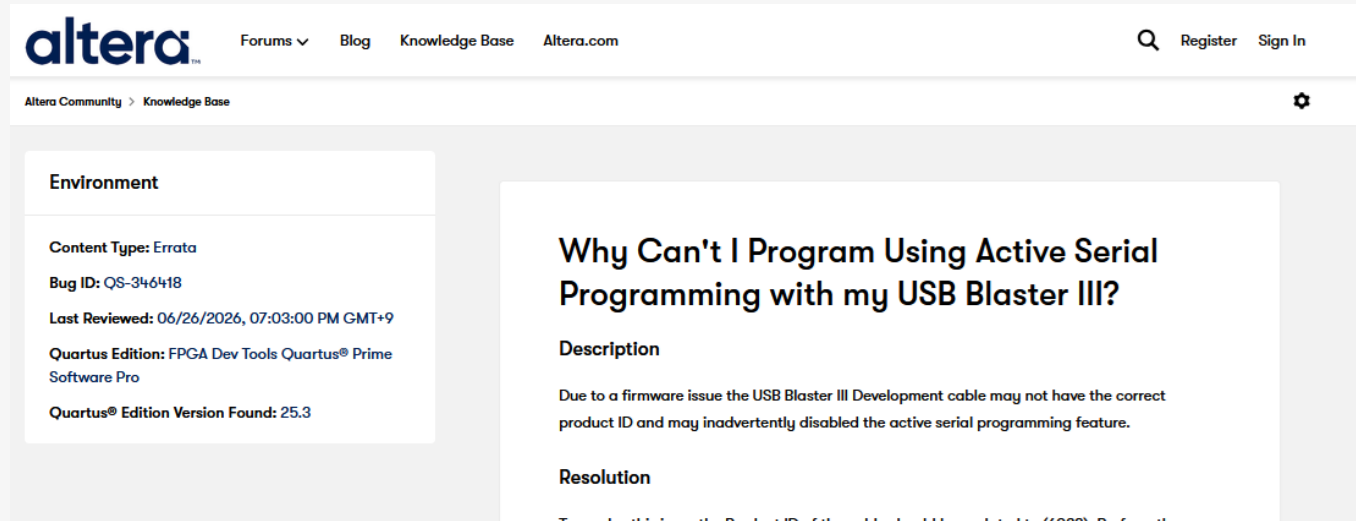 altera™
Forums
Blog
Knowledge Base
Altera.com
Register
Sign In
Altera Community > Knowledge Base
Environment
Content Type: Errata
Bug ID: QS-346418
Last Reviewed: 06/26/2026, 07:03:00 PM GMT+9
Quartus Edition: FPGA Dev Tools Quartus® Prime
Software Pro
Quartus® Edition Version Found: 25.3
Why Can't I Program Using Active Serial
Programming with my USB Blaster III?
Description
Due to a firmware issue the USB Blaster III Development cable may not have the correct
product ID and may inadvertently disabled the active serial programming feature.
Resolution